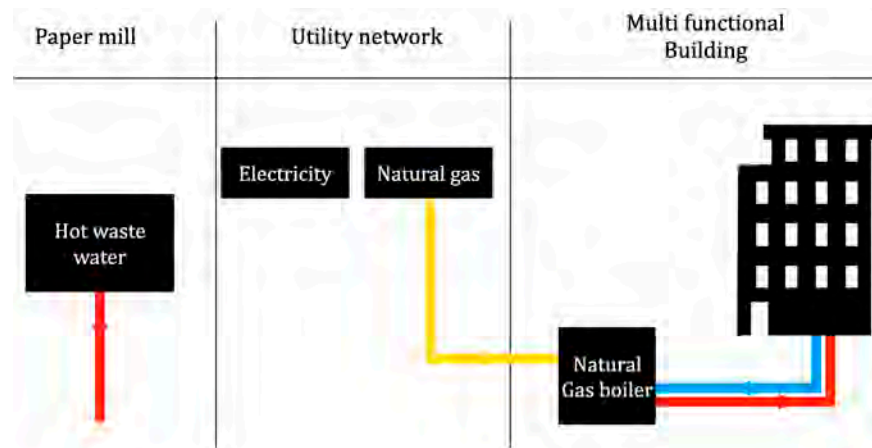 Paper mill
Utility network
Multi functional
Building
Electricity
Natural gas
Hot waste
water
Natural
Gas boiler